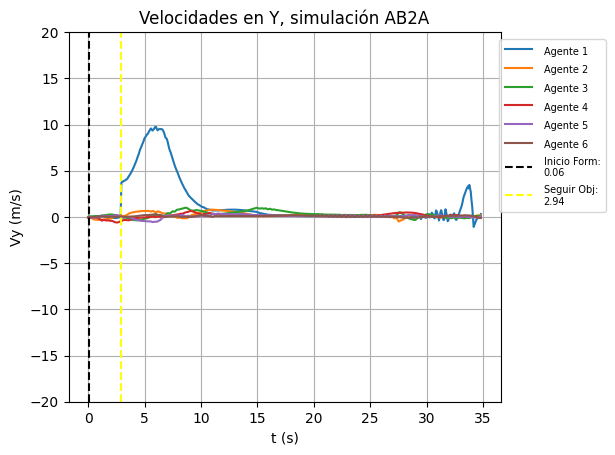 Velocidades en Y, simulación AB2A
20
15
10
5
0
−5
−10
−15
−20
Vy (m/s)
0
5
10
15
20
25
30
35
t (s)
Agente 1
Agente 2
Agente 3
Agente 4
Agente 5
Agente 6
Inicio Form:
0.06
Seguir Obj:
2.94